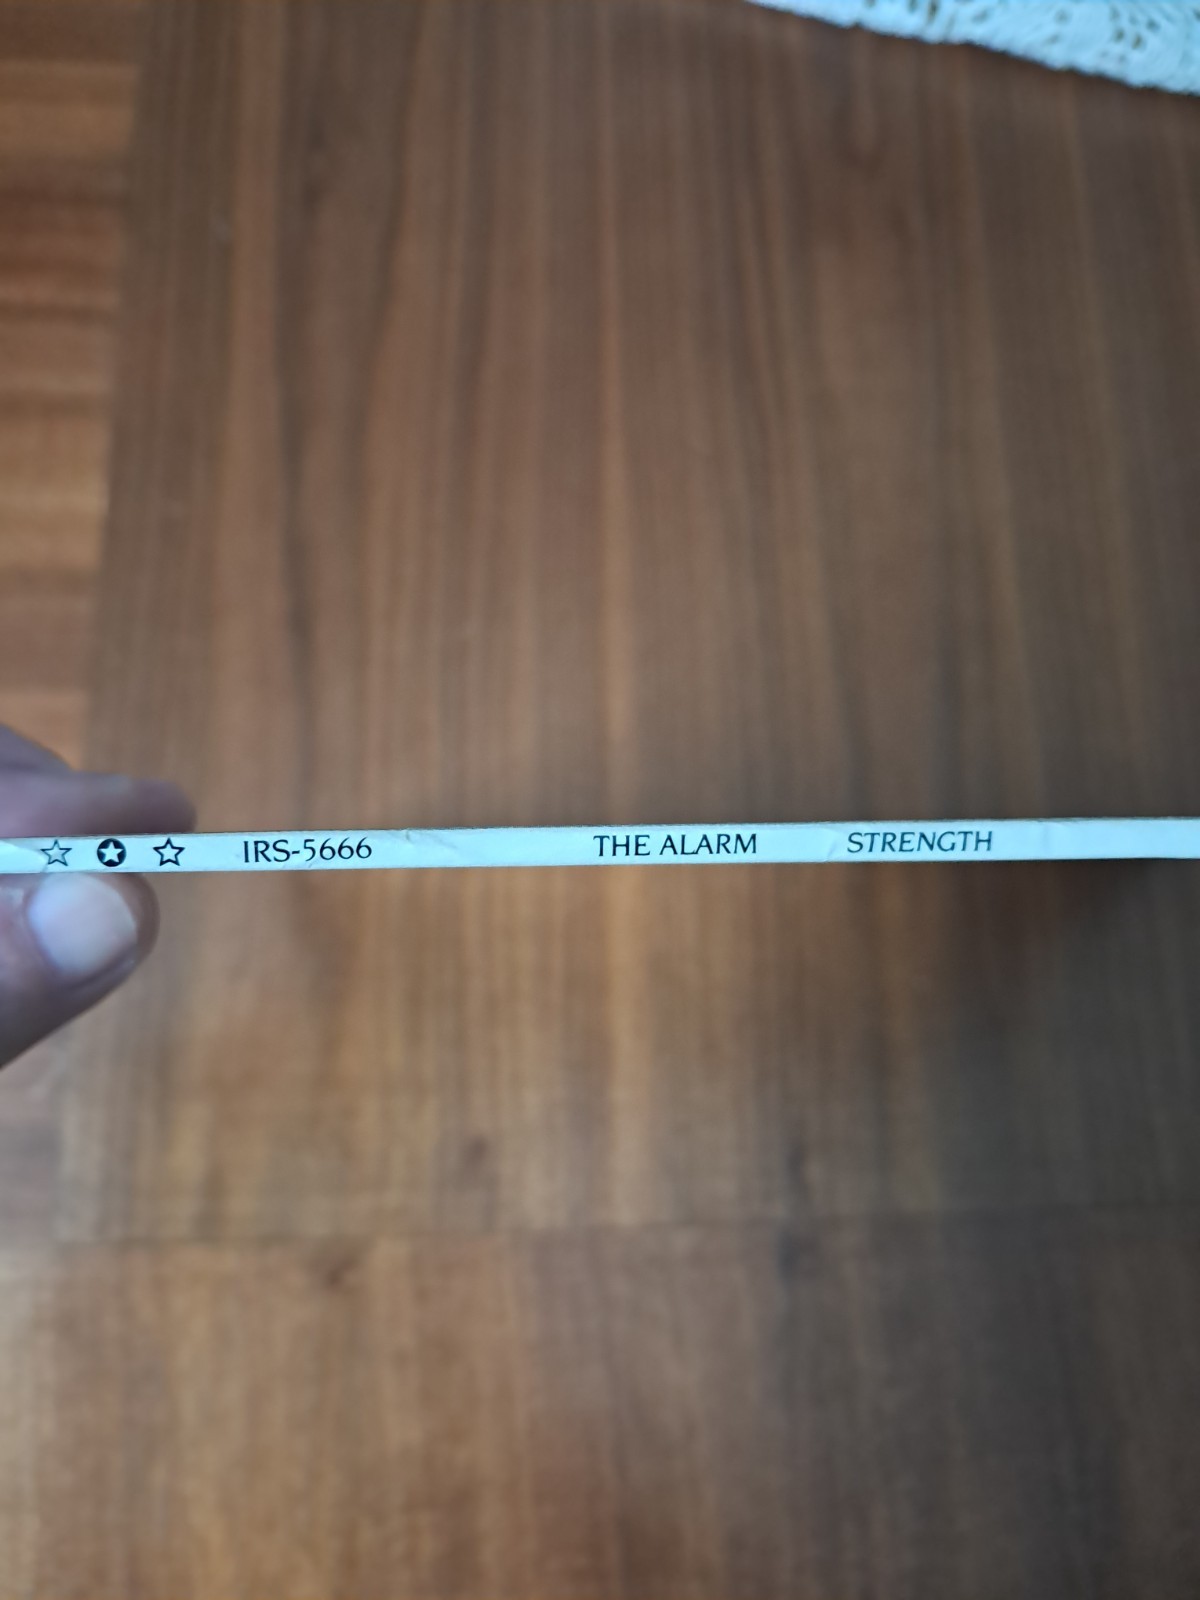 ☆ ✪ ☆ IRS-5666 THE ALARM STRENGTH